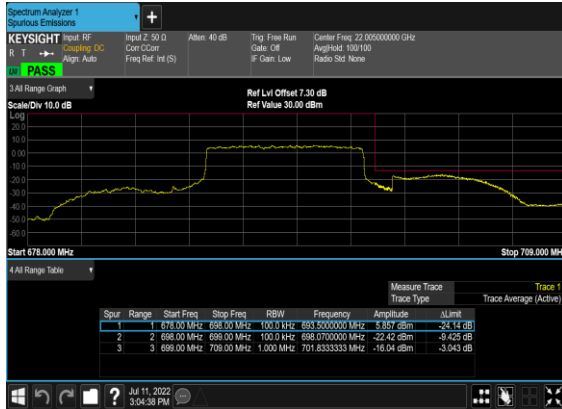 Spectrum Analyzer 1
Spurious Emissions
+
KEYSIGHT Input: RF Input Z: 50 Ω Atten: 40 dB Trig: Free Run Center Freq: 22.005000000 GHz
R T Coupling: DC Corr CCorr Gate: Off Avg|Hold: 100/100
Align: Auto Freq Ref: Int (S) IF Gain: Low Radio Std: None
LW PASS
3 All Range Graph
Ref Lvl Offset 7.30 dB
Scale/Div 10.0 dB Ref Value 30.00 dBm
Log
20.0
10.0
0.00
-10.0
-20.0
-30.0
-40.0
-50.0
-60.0
Start 678.000 MHz Stop 709.000 MHz
4 All Range Table
Measure Trace Trace 1
Trace Type Trace Average (Active)
Spur Range Start Freq Stop Freq RBW Frequency Amplitude ΔLimit
1 1 678.00 MHz 698.00 MHz 100.0 kHz 693.5000000 MHz 5.857 dBm -24.14 dB
2 2 698.00 MHz 699.00 MHz 100.0 kHz 698.0700000 MHz -22.42 dBm -9.425 dB
3 3 699.00 MHz 709.00 MHz 1.000 MHz 701.8333333 MHz -16.04 dBm -3.043 dB
? Jul 11, 2022
3:04:38 PM